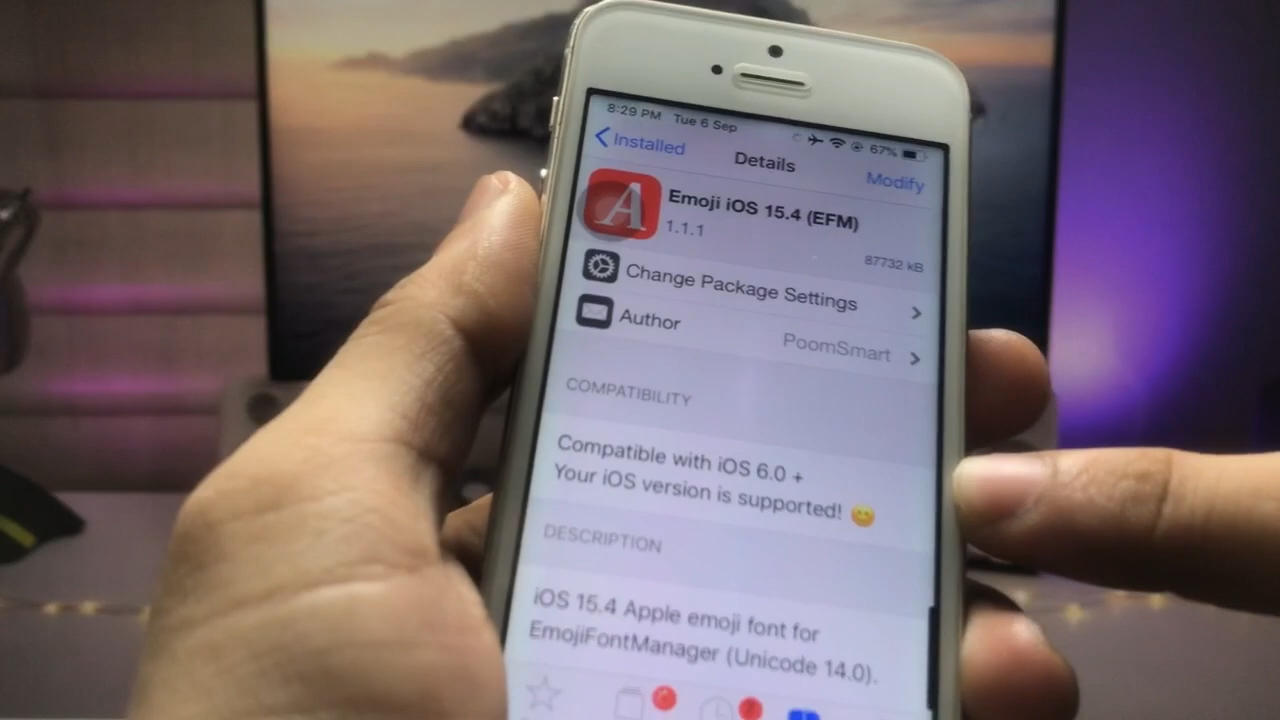 8:29 PM Tue 6 Sep 67%
Installed Details Modify
A
Emoji iOS 15.4 (EFM)
1.1.1
87732 kB
Change Package Settings
Author PoomSmart
COMPATIBILITY
Compatible with iOS 6.0 +
Your iOS version is supported! 😊
DESCRIPTION
iOS 15.4 Apple emoji font for
EmojiFontManager (Unicode 14.0).